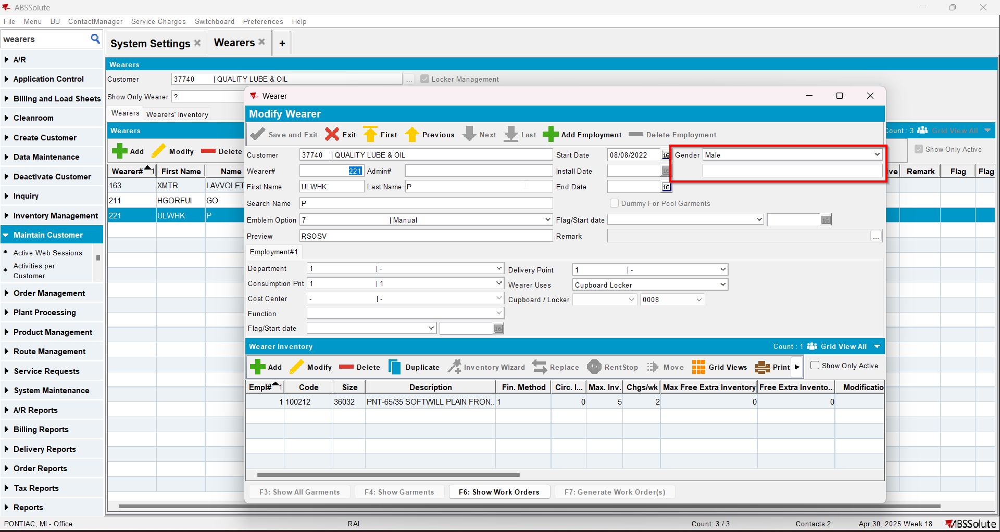 ABSSolute
File Menu BU ContactManager Service Charges Switchboard Preferences Help
wearers
System Settings
Wearers
+
A/R
Application Control
Billing and Load Sheets
Cleanroom
Create Customer
Data Maintenance
Deactivate Customer
Inquiry
Inventory Management
Maintain Customer
Active Web Sessions
Activities per
Customer
Order Management
Plant Processing
Product Management
Route Management
Service Requests
System Maintenance
A/R Reports
Billing Reports
Delivery Reports
Order Reports
Tax Reports
Reports
Wearers
Customer 37740 | QUALITY LUBE & OIL ... Locker Management
Show Only Wearer ?
Wearers Wearers' Inventory
Wearers
Count : 3 Grid View All
Add Modify Delete
Show Only Active
Wearer# 1 First Name Name
ive Remark Flag Flag
163 XMTR LAVVOLET
211 HGORFUI GO
221 ULWHK P
Wearer
Modify Wearer
Save and Exit Exit First Previous Next Last Add Employment Delete Employment
Customer 37740 | QUALITY LUBE & OIL Start Date 08/08/2022 16 Gender Male
Wearer# 221 Admin# Install Date 16
First Name ULWHK Last Name P End Date 16
Search Name P Dummy For Pool Garments
Emblem Option 7 | Manual Flag/Start date 16
Preview RSOSV Remark ...
Employment#1
Department 1 | - Delivery Point 1 | -
Consumption Pnt 1 | 1 Wearer Uses Cupboard Locker
Cost Center - | - Cupboard / Locker 0008
Function
Flag/Start date 16
Wearer Inventory Count : 1 Grid View All
Add Modify Delete Duplicate Inventory Wizard Replace RentStop Move Grid Views Print Show Only Active
Empl# 1 Code Size Description Fin. Method Circ. I... Max. Inv. Chgs/wk Max Free Extra Inventory Free Extra Invento... Modificatio
1 100212 36032 PNT-65/35 SOFTWILL PLAIN FRON.. 1 0 5 2 0 0
F3: Show All Garments F4: Show Garments F6: Show Work Orders F7: Generate Work Order(s)
PONTIAC, MI - Office RAL Count: 3 / 3 Contacts 2 Apr 30, 2025 Week 18 ABSSolute